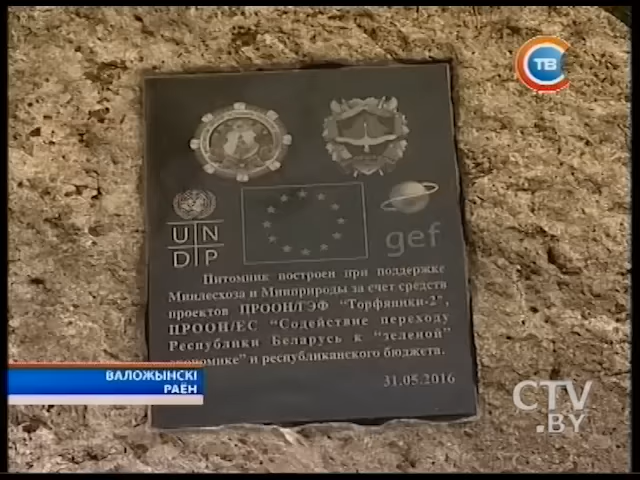 СТВ
UN
DP
gef
Питомник построен при поддержке
Минлесхоза и Минприроды за счет средств
проектов ПРООН/ГЭФ “Торфяники-2”,
ПРООН/ЕС “Содействие переходу
Республики Беларусь к “зеленой”
экономике” и республиканского бюджета.
31.05.2016
ВАЛОЖЫНСКІ
РАЁН
CTV
.BY